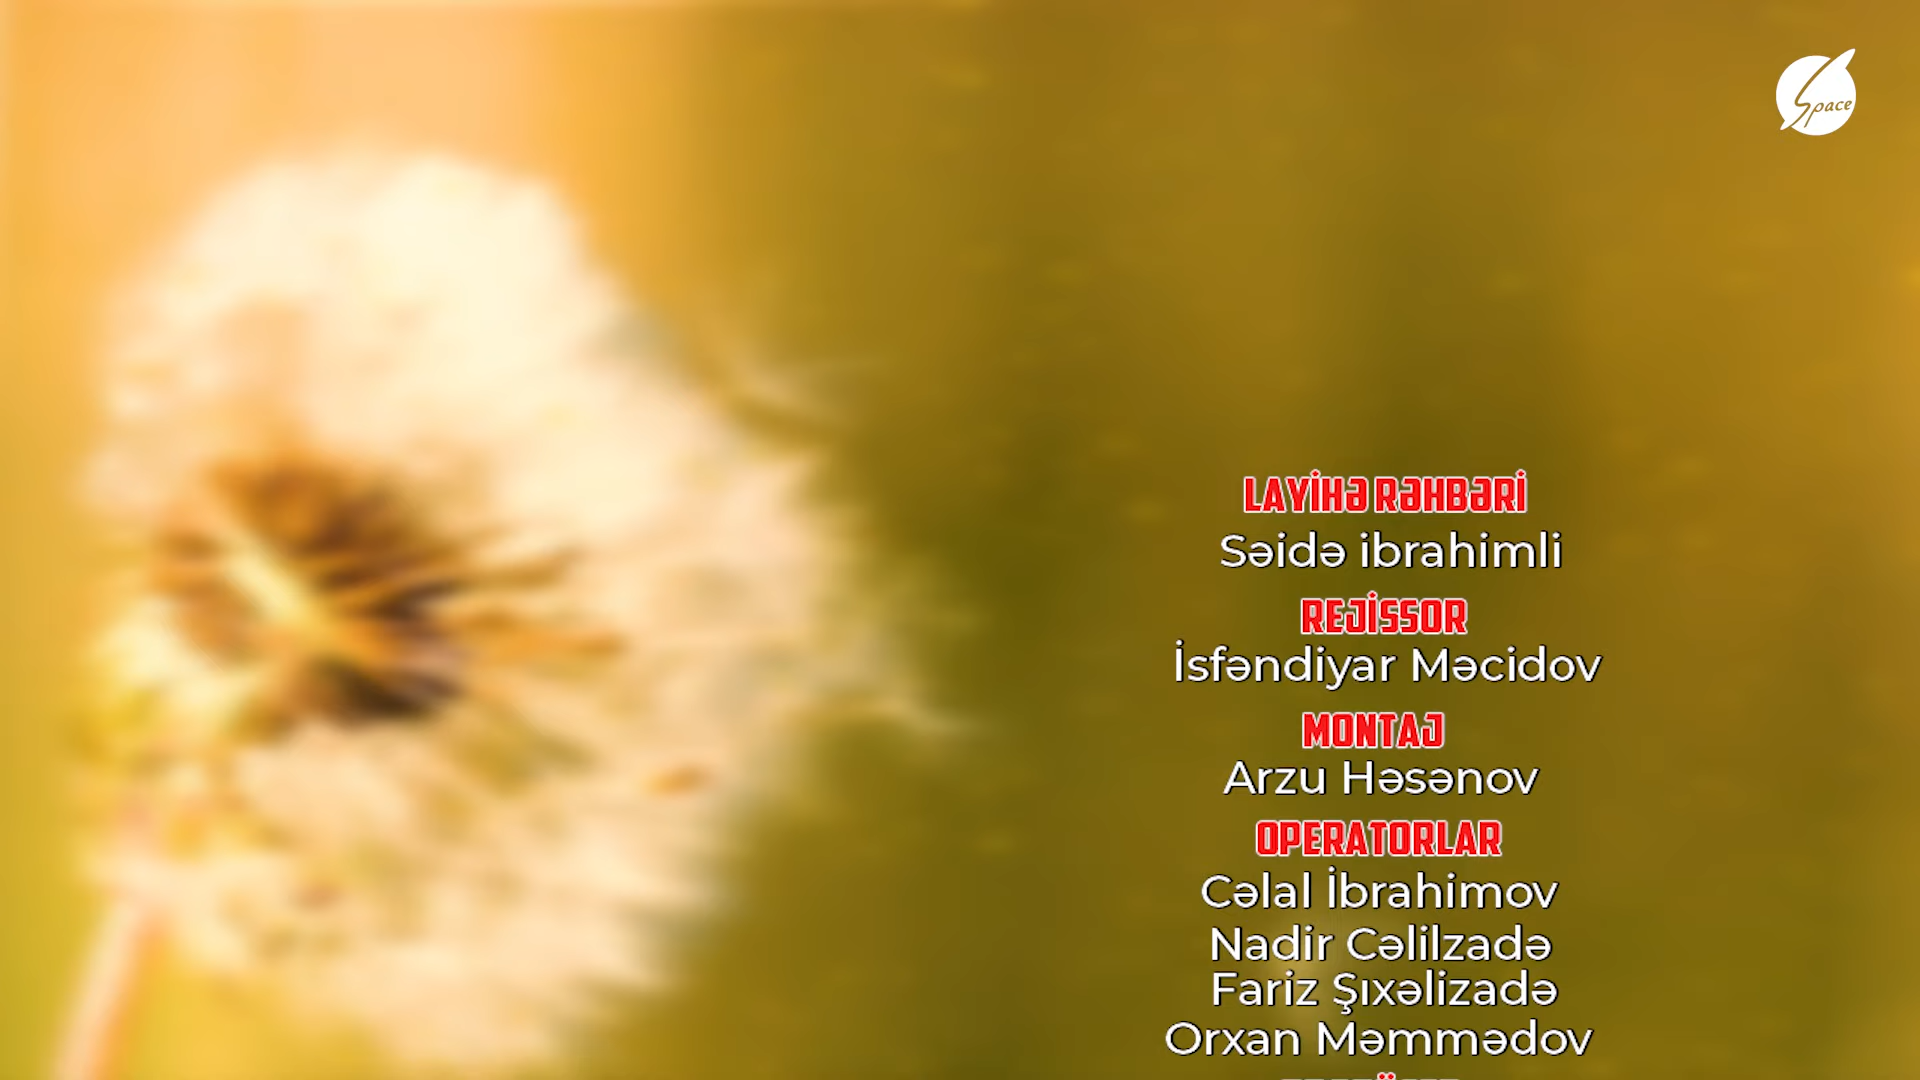 Space
LAYİHƏ RƏHBƏRİ
Səidə ibrahimli
REJİSSOR
İsfəndiyar Məcidov
MONTAJ
Arzu Həsənov
OPERATORLAR
Cəlal İbrahimov
Nadir Cəlilzadə
Fariz Şıxəlizadə
Orxan Məmmədov